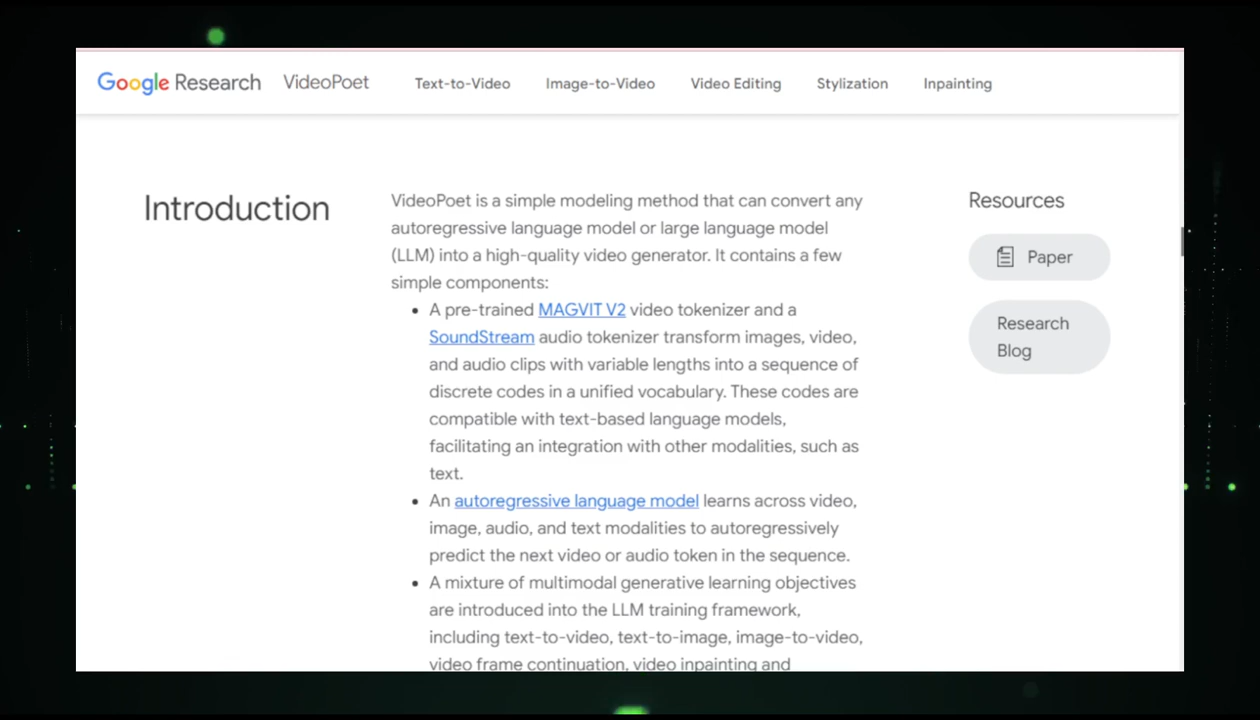 Google Research VideoPoet Text-to-Video Image-to-Video Video Editing Stylization Inpainting
Introduction
VideoPoet is a simple modeling method that can convert any
autoregressive language model or large language model
(LLM) into a high-quality video generator. It contains a few
simple components:
• A pre-trained MAGVIT V2 video tokenizer and a
SoundStream audio tokenizer transform images, video,
and audio clips with variable lengths into a sequence of
discrete codes in a unified vocabulary. These codes are
compatible with text-based language models,
facilitating an integration with other modalities, such as
text.
• An autoregressive language model learns across video,
image, audio, and text modalities to autoregressively
predict the next video or audio token in the sequence.
• A mixture of multimodal generative learning objectives
are introduced into the LLM training framework,
including text-to-video, text-to-image, image-to-video,
video frame continuation, video inpainting and
Resources
Paper
Research
Blog